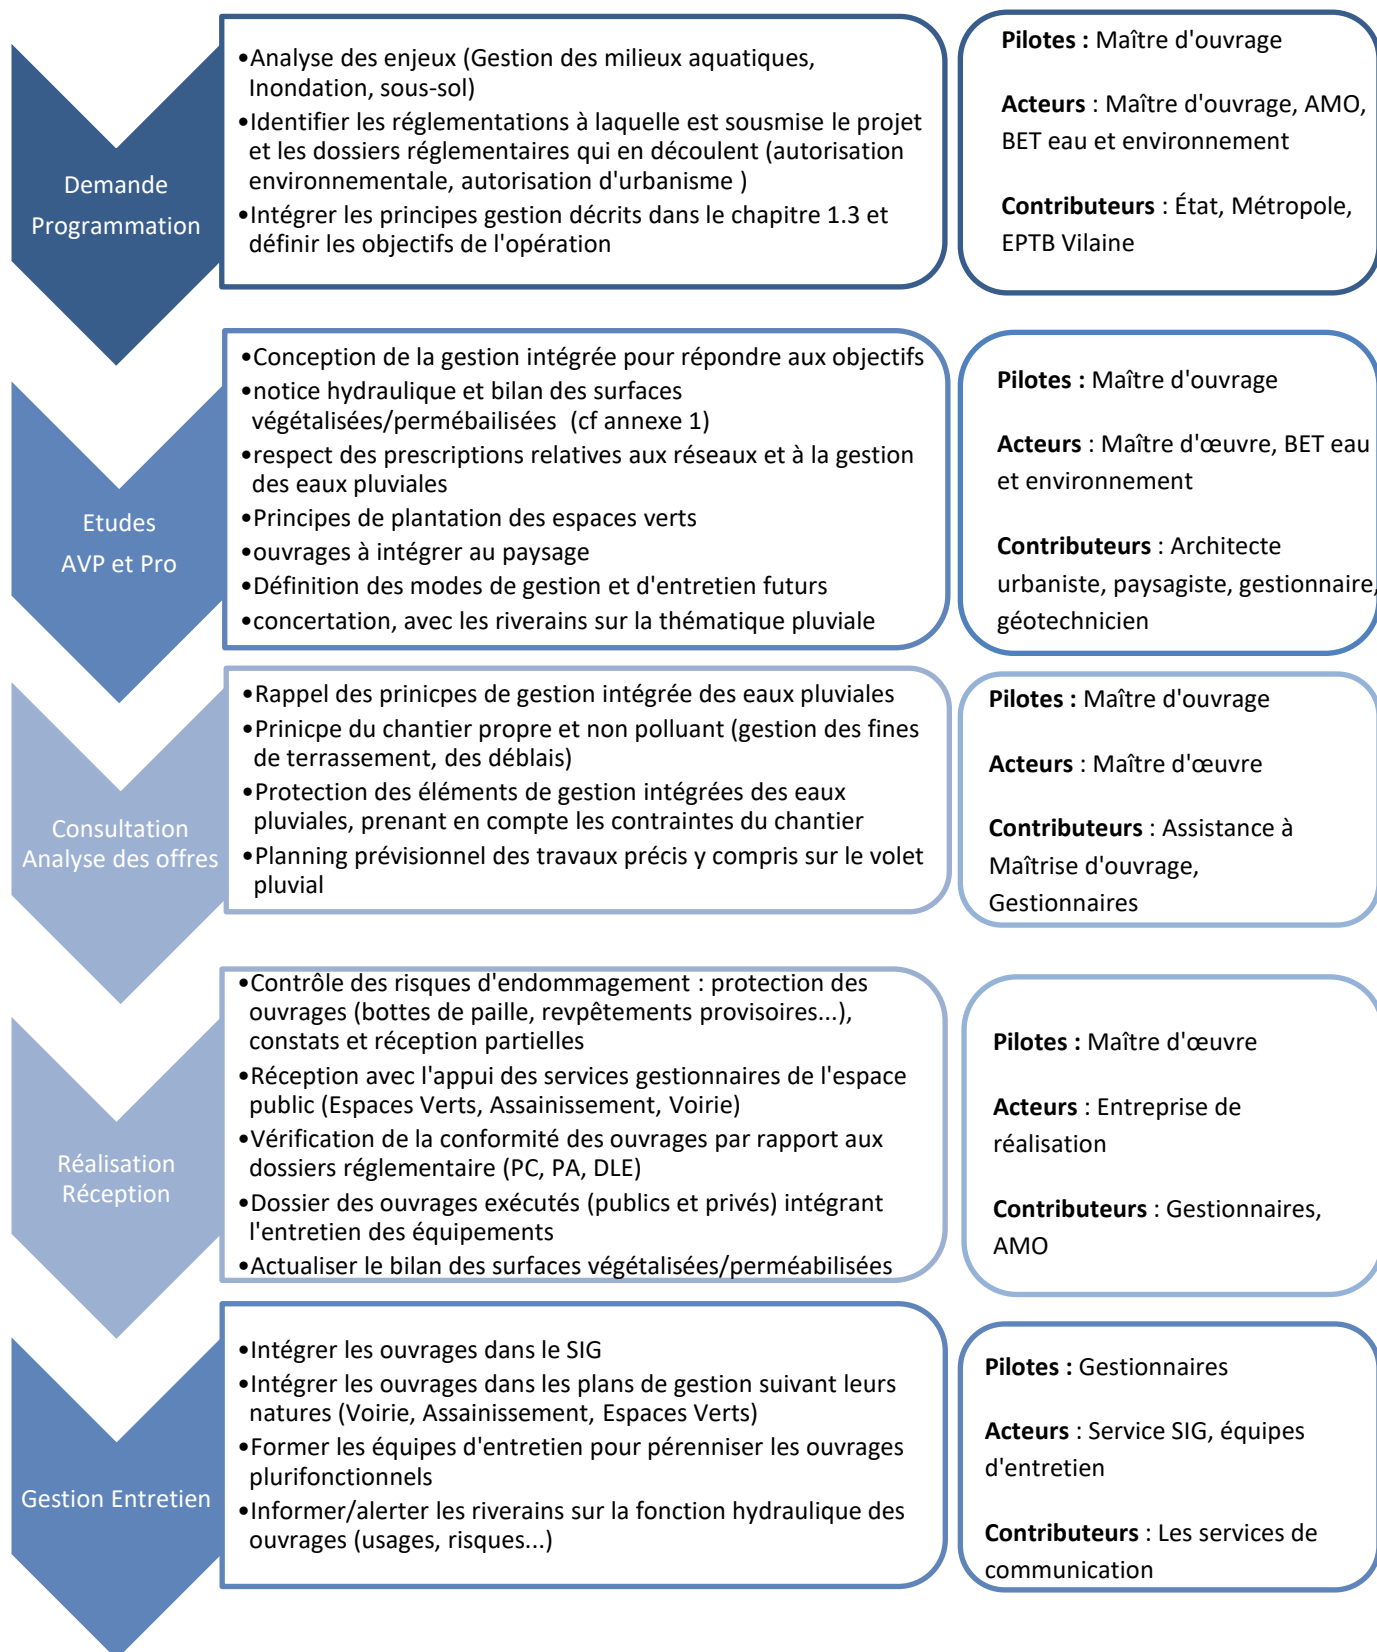 Demande
Programmation
•Analyse des enjeux (Gestion des milieux aquatiques,
Inondation, sous-sol)
•Identifier les réglementations à laquelle est sousmise le projet
et les dossiers réglementaires qui en découlent (autorisation
environnementale, autorisation d'urbanisme )
•Intégrer les principes gestion décrits dans le chapitre 1.3 et
définir les objectifs de l'opération
Pilotes : Maître d'ouvrage
Acteurs : Maître d'ouvrage, AMO,
BET eau et environnement
Contributeurs : État, Métropole,
EPTB Vilaine
Etudes
AVP et Pro
•Conception de la gestion intégrée pour répondre aux objectifs
•notice hydraulique et bilan des surfaces
végétalisées/permébailisées (cf annexe 1)
•respect des prescriptions relatives aux réseaux et à la gestion
des eaux pluviales
•Principes de plantation des espaces verts
•ouvrages à intégrer au paysage
•Définition des modes de gestion et d'entretien futurs
•concertation, avec les riverains sur la thématique pluviale
Pilotes : Maître d'ouvrage
Acteurs : Maître d'œuvre, BET eau
et environnement
Contributeurs : Architecte
urbaniste, paysagiste, gestionnaire,
géotechnicien
Consultation
Analyse des offres
•Rappel des prinicpes de gestion intégrée des eaux pluviales
•Prinicpe du chantier propre et non polluant (gestion des fines
de terrassement, des déblais)
•Protection des éléments de gestion intégrées des eaux
pluviales, prenant en compte les contraintes du chantier
•Planning prévisionnel des travaux précis y compris sur le volet
pluvial
Pilotes : Maître d'ouvrage
Acteurs : Maître d'œuvre
Contributeurs : Assistance à
Maîtrise d'ouvrage,
Gestionnaires
Réalisation
Réception
•Contrôle des risques d'endommagement : protection des
ouvrages (bottes de paille, revpêtements provisoires...),
constats et réception partielles
•Réception avec l'appui des services gestionnaires de l'espace
public (Espaces Verts, Assainissement, Voirie)
•Vérification de la conformité des ouvrages par rapport aux
dossiers réglementaire (PC, PA, DLE)
•Dossier des ouvrages exécutés (publics et privés) intégrant
l'entretien des équipements
•Actualiser le bilan des surfaces végétalisées/perméabilisées
Pilotes : Maître d'œuvre
Acteurs : Entreprise de
réalisation
Contributeurs : Gestionnaires,
AMO
Gestion Entretien
•Intégrer les ouvrages dans le SIG
•Intégrer les ouvrages dans les plans de gestion suivant leurs
natures (Voirie, Assainissement, Espaces Verts)
•Former les équipes d'entretien pour pérenniser les ouvrages
plurifonctionnels
•Informer/alerter les riverains sur la fonction hydraulique des
ouvrages (usages, risques...)
Pilotes : Gestionnaires
Acteurs : Service SIG, équipes
d'entretien
Contributeurs : Les services de
communication